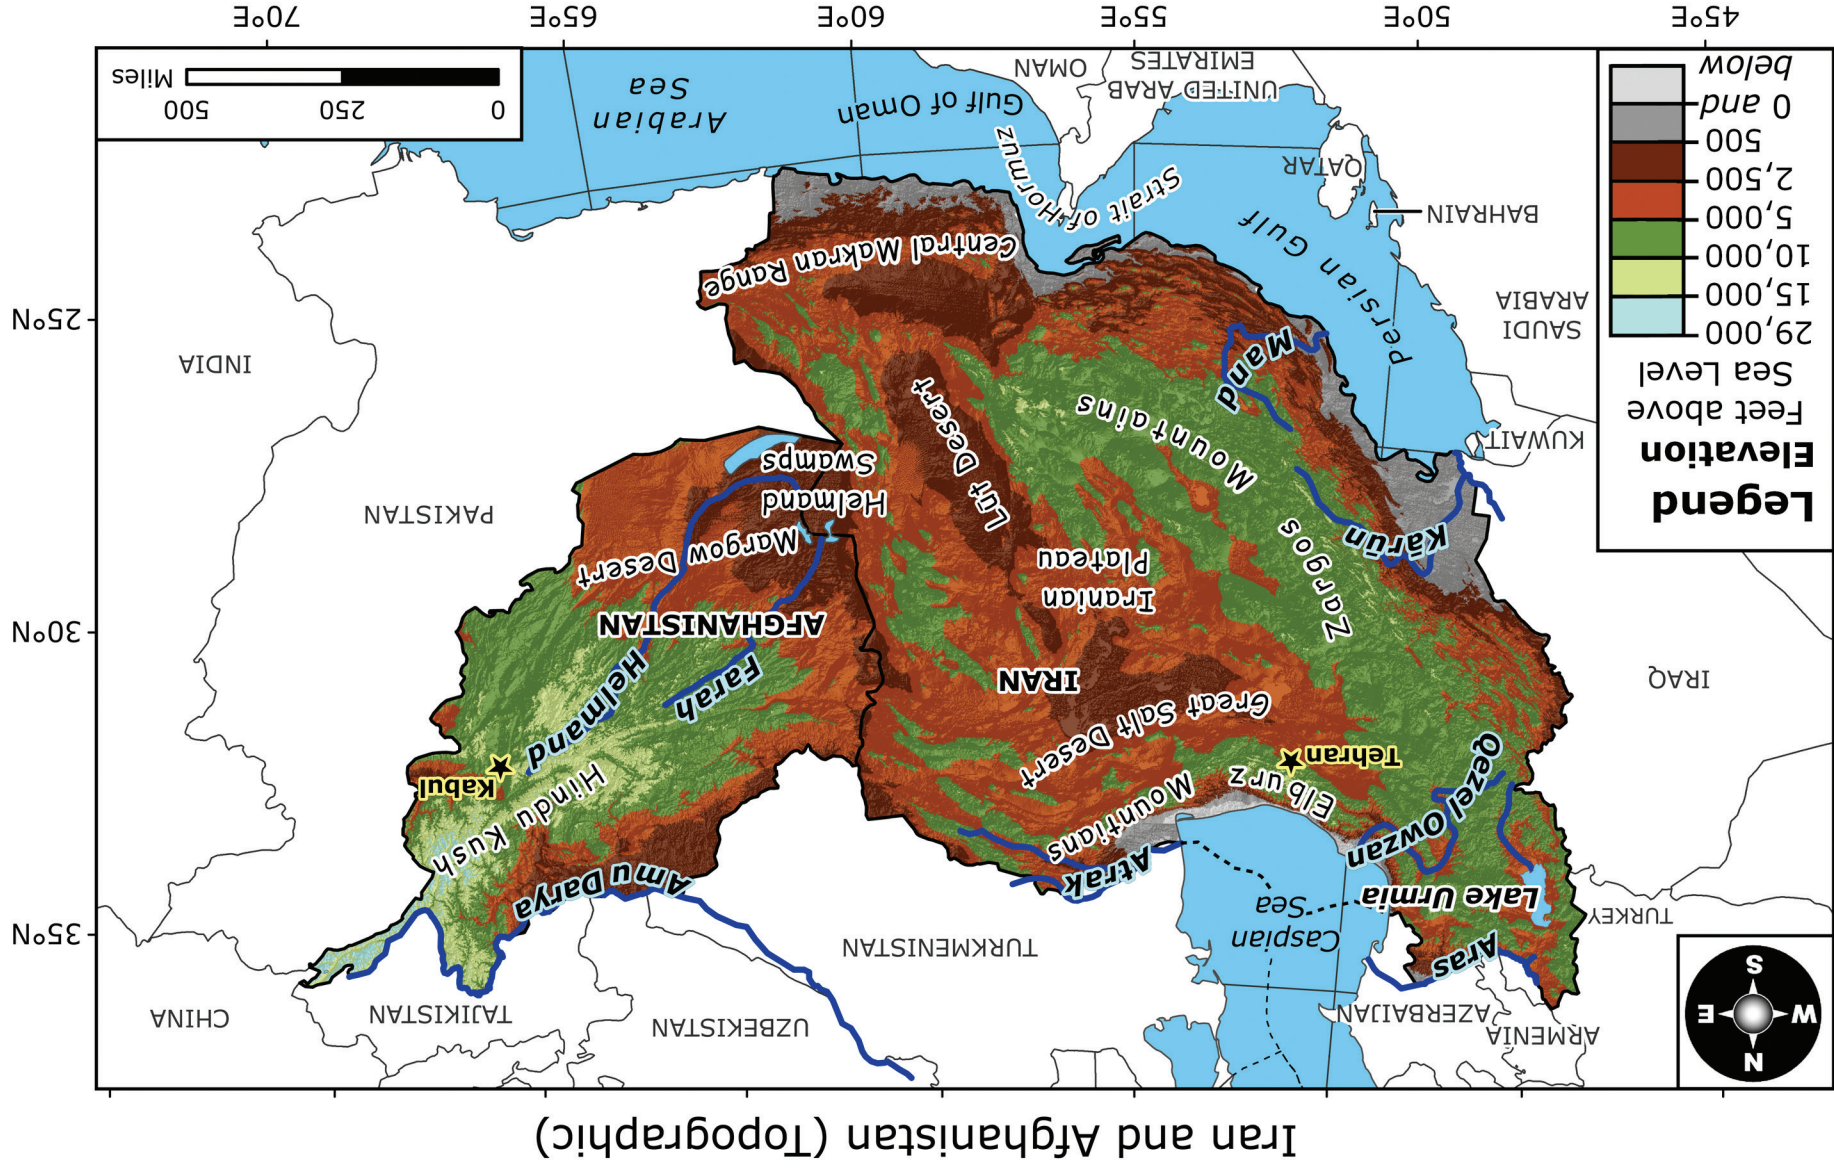 Iran and Afghanistan (Topographic)
N
W
E
S
ARMENIA
AZERBAIJAN
UZBEKISTAN
TAJIKISTAN
CHINA
TURKEY
TURKMENISTAN
Caspian
Sea
35°N
Aras
Lake Urmia
Qezel Owzan
Atrak
Amu Darya
Elburz
Mountians
Hindu Kush
Tehran
Kabul
Great Salt Desert
IRAQ
IRAN
Farah
Helmand
AFGHANISTAN
30°N
Zargos
Mountains
Iranian
Plateau
Margow Desert
Kārūn
Lūt Desert
Helmand
Swamps
PAKISTAN
KUWAIT
Mand
INDIA
25°N
SAUDI
ARABIA
Persian Gulf
Central Makran Range
BAHRAIN
QATAR
Strait of Hormuz
UNITED ARAB
EMIRATES
OMAN
Gulf of Oman
Arabian
Sea
Legend
Elevation
Feet above
Sea Level
29,000
15,000
10,000
5,000
2,500
500
0 and
below
0
250
500
Miles
45°E
50°E
55°E
60°E
65°E
70°E